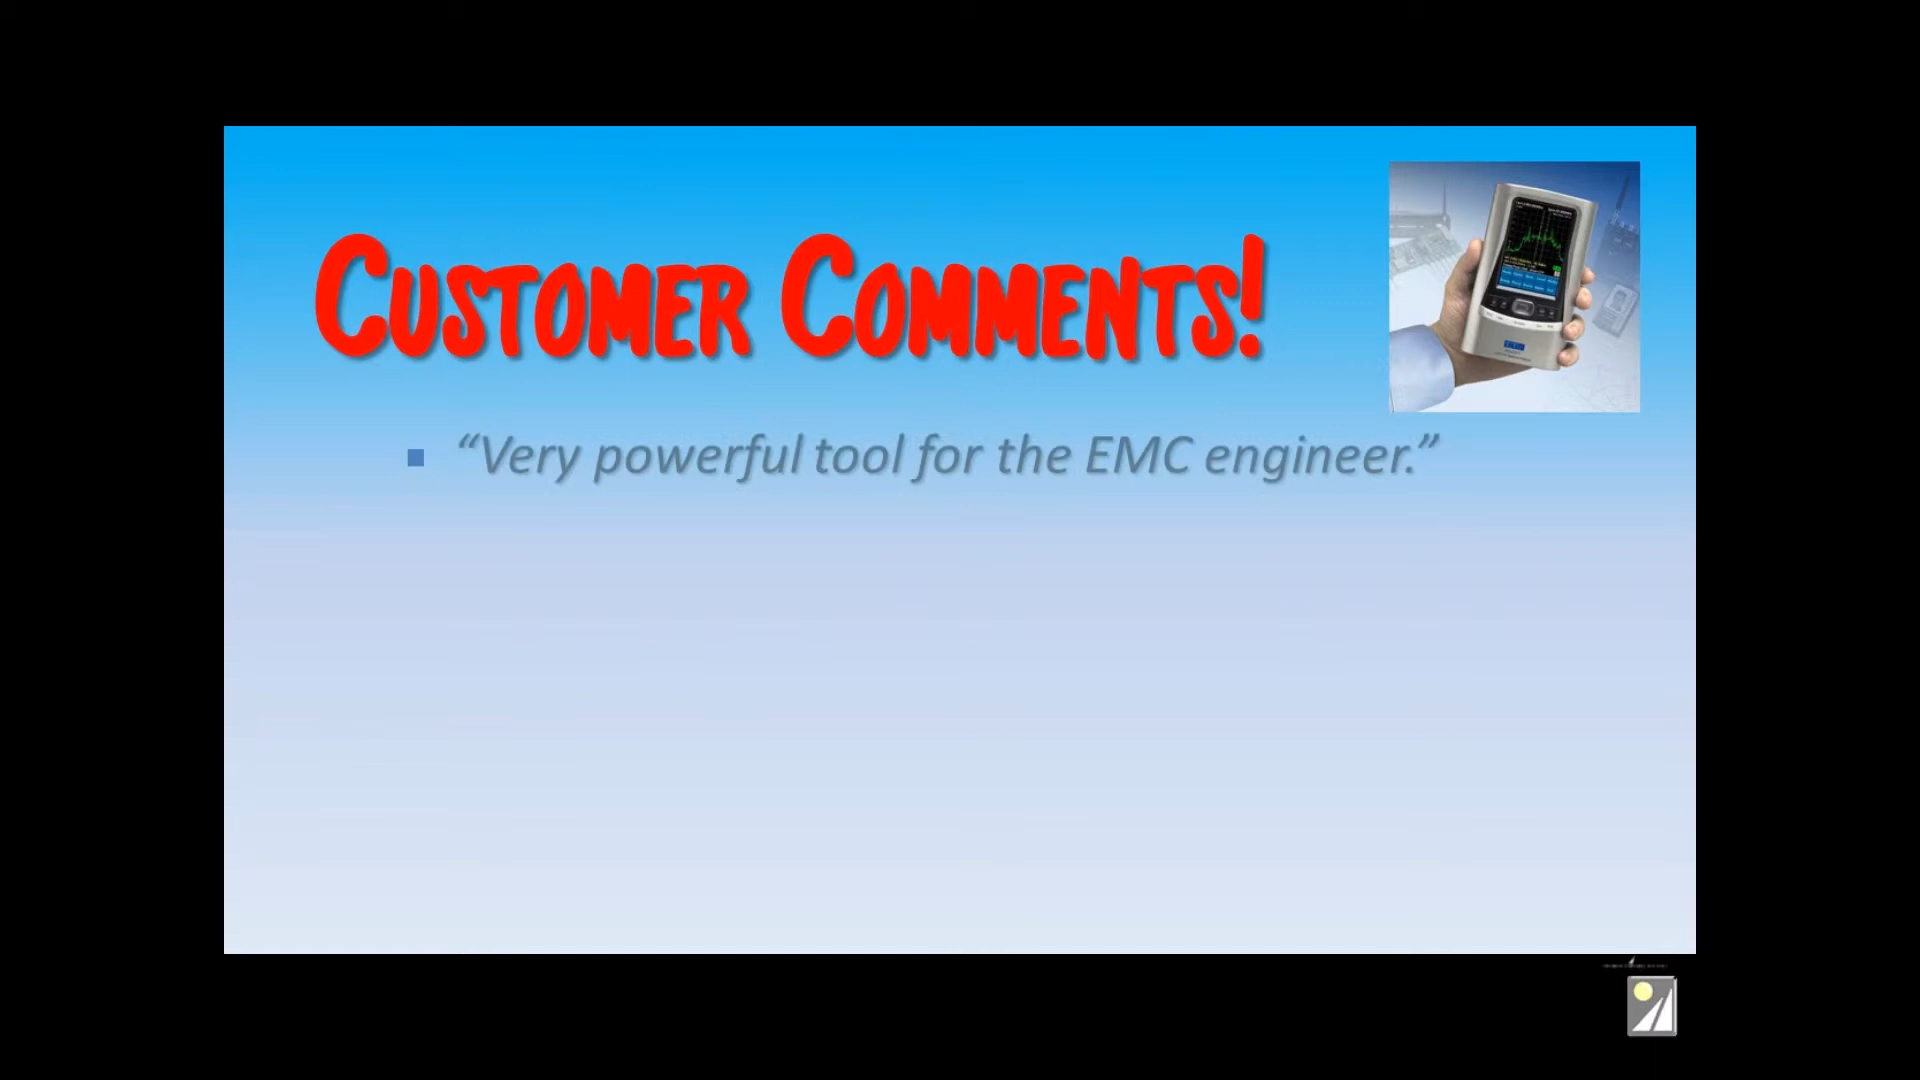 Customer Comments!
“Very powerful tool for the EMC engineer.”